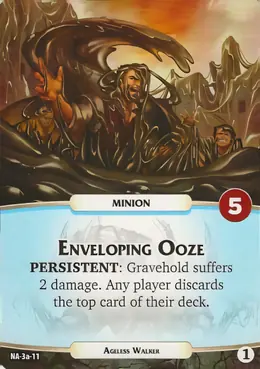 MINION
5
ENVELOPING OOZE
PERSISTENT: Gravehold suffers
2 damage. Any player discards
the top card of their deck.
AGELESS WALKER
NA-3a-11
1